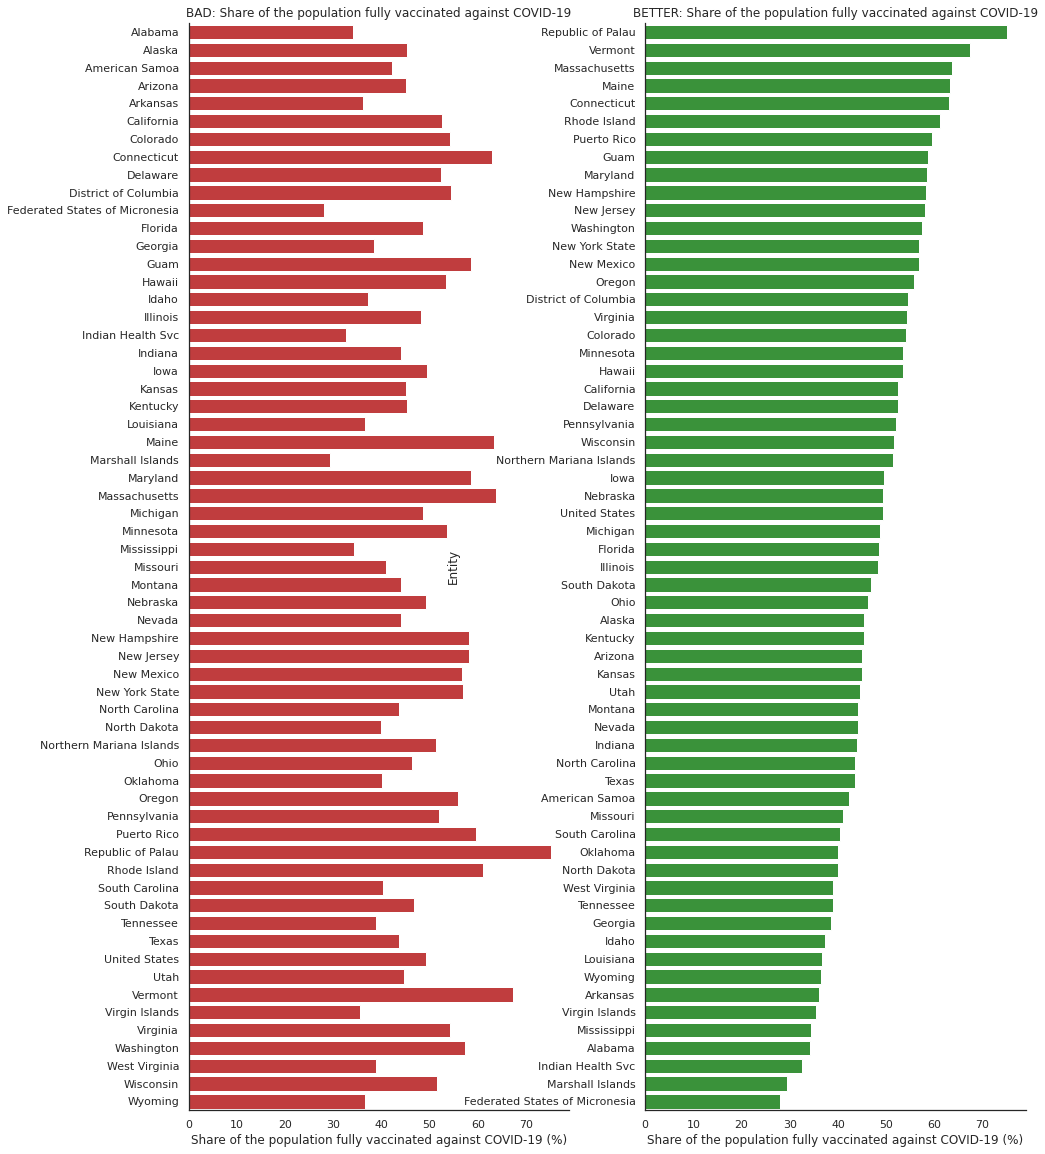 BAD: Share of the population fully vaccinated against COVID-19
Alabama
Alaska
American Samoa
Arizona
Arkansas
California
Colorado
Connecticut
Delaware
District of Columbia
Federated States of Micronesia
Florida
Georgia
Guam
Hawaii
Idaho
Illinois
Indian Health Svc
Indiana
Iowa
Kansas
Kentucky
Louisiana
Maine
Marshall Islands
Maryland
Massachusetts
Michigan
Minnesota
Mississippi
Missouri
Montana
Nebraska
Nevada
New Hampshire
New Jersey
New Mexico
New York State
North Carolina
North Dakota
Northern Mariana Islands
Ohio
Oklahoma
Oregon
Pennsylvania
Puerto Rico
Republic of Palau
Rhode Island
South Carolina
South Dakota
Tennessee
Texas
United States
Utah
Vermont
Virgin Islands
Virginia
Washington
West Virginia
Wisconsin
Wyoming
0 10 20 30 40 50 60 70
Share of the population fully vaccinated against COVID-19 (%)
BETTER: Share of the population fully vaccinated against COVID-19
Entity
Republic of Palau
Vermont
Massachusetts
Maine
Connecticut
Rhode Island
Puerto Rico
Guam
Maryland
New Hampshire
New Jersey
Washington
New York State
New Mexico
Oregon
District of Columbia
Virginia
Colorado
Minnesota
Hawaii
California
Delaware
Pennsylvania
Wisconsin
Northern Mariana Islands
Iowa
Nebraska
United States
Michigan
Florida
Illinois
South Dakota
Ohio
Alaska
Kentucky
Arizona
Kansas
Utah
Montana
Nevada
Indiana
North Carolina
Texas
American Samoa
Missouri
South Carolina
Oklahoma
North Dakota
West Virginia
Tennessee
Georgia
Idaho
Louisiana
Wyoming
Arkansas
Virgin Islands
Mississippi
Alabama
Indian Health Svc
Marshall Islands
Federated States of Micronesia
0 10 20 30 40 50 60 70
Share of the population fully vaccinated against COVID-19 (%)